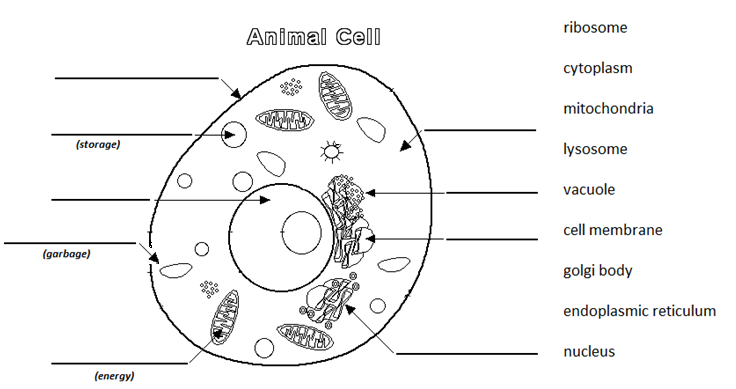 Animal Cell
(storage)
(garbage)
(energy)
ribosome
cytoplasm
mitochondria
lysosome
vacuole
cell membrane
golgi body
endoplasmic reticulum
nucleus